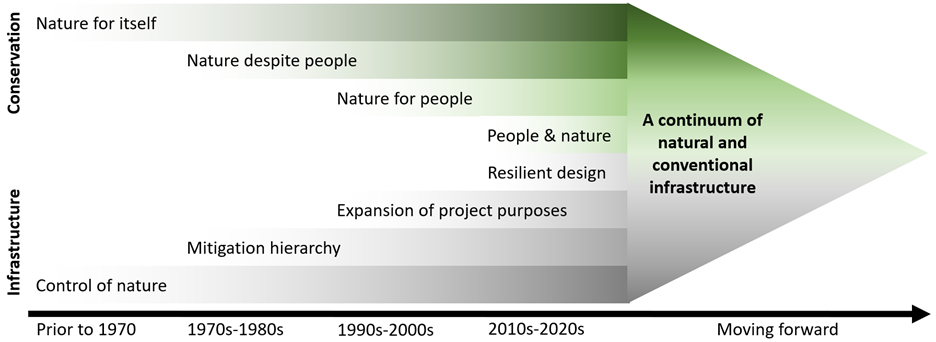 Conservation
Nature for itself
Nature despite people
Nature for people
People & nature
Infrastructure
Resilient design
Expansion of project purposes
Mitigation hierarchy
Control of nature
A continuum of
natural and
conventional
infrastructure
Prior to 1970
1970s-1980s
1990s-2000s
2010s-2020s
Moving forward